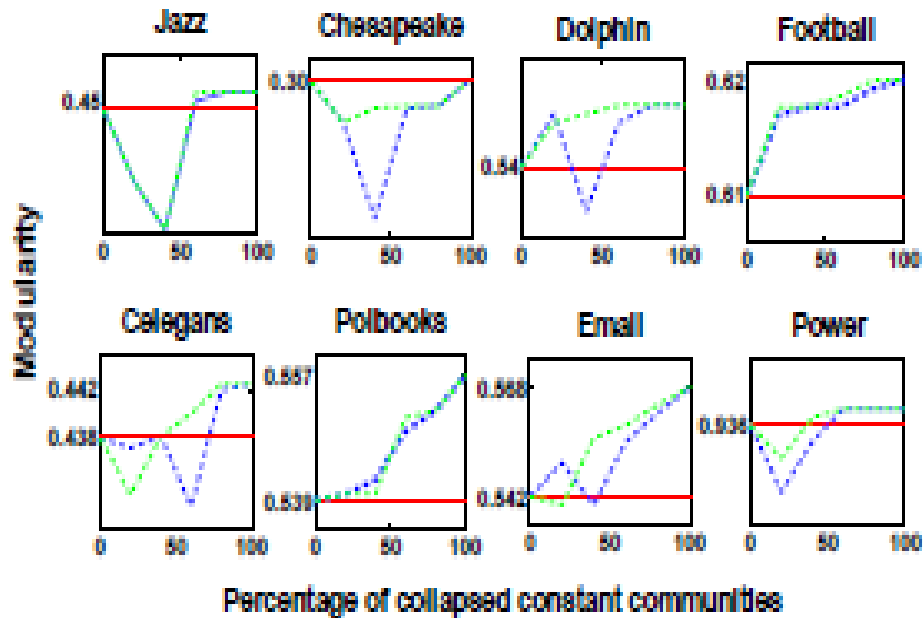 Jazz Chesapeake Dolphin Football
0.45 0.30 0.54 0.62
0.61
0 50 100 0 50 100 0 50 100 0 50 100
Modularity
Celegans Polbooks Email Power
0.442 0.557 0.568 0.936
0.438 0.539 0.542
0 50 100 0 50 100 0 50 100 0 50 100
Percentage of collapsed constant communities